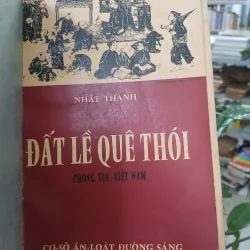 NHẤT THANH
ĐẤT LỀ QUÊ THÓI
PHONG TỤC VIỆT NAM
CƠ-SỞ ẤN-LOÁT ĐƯỜNG SÁNG